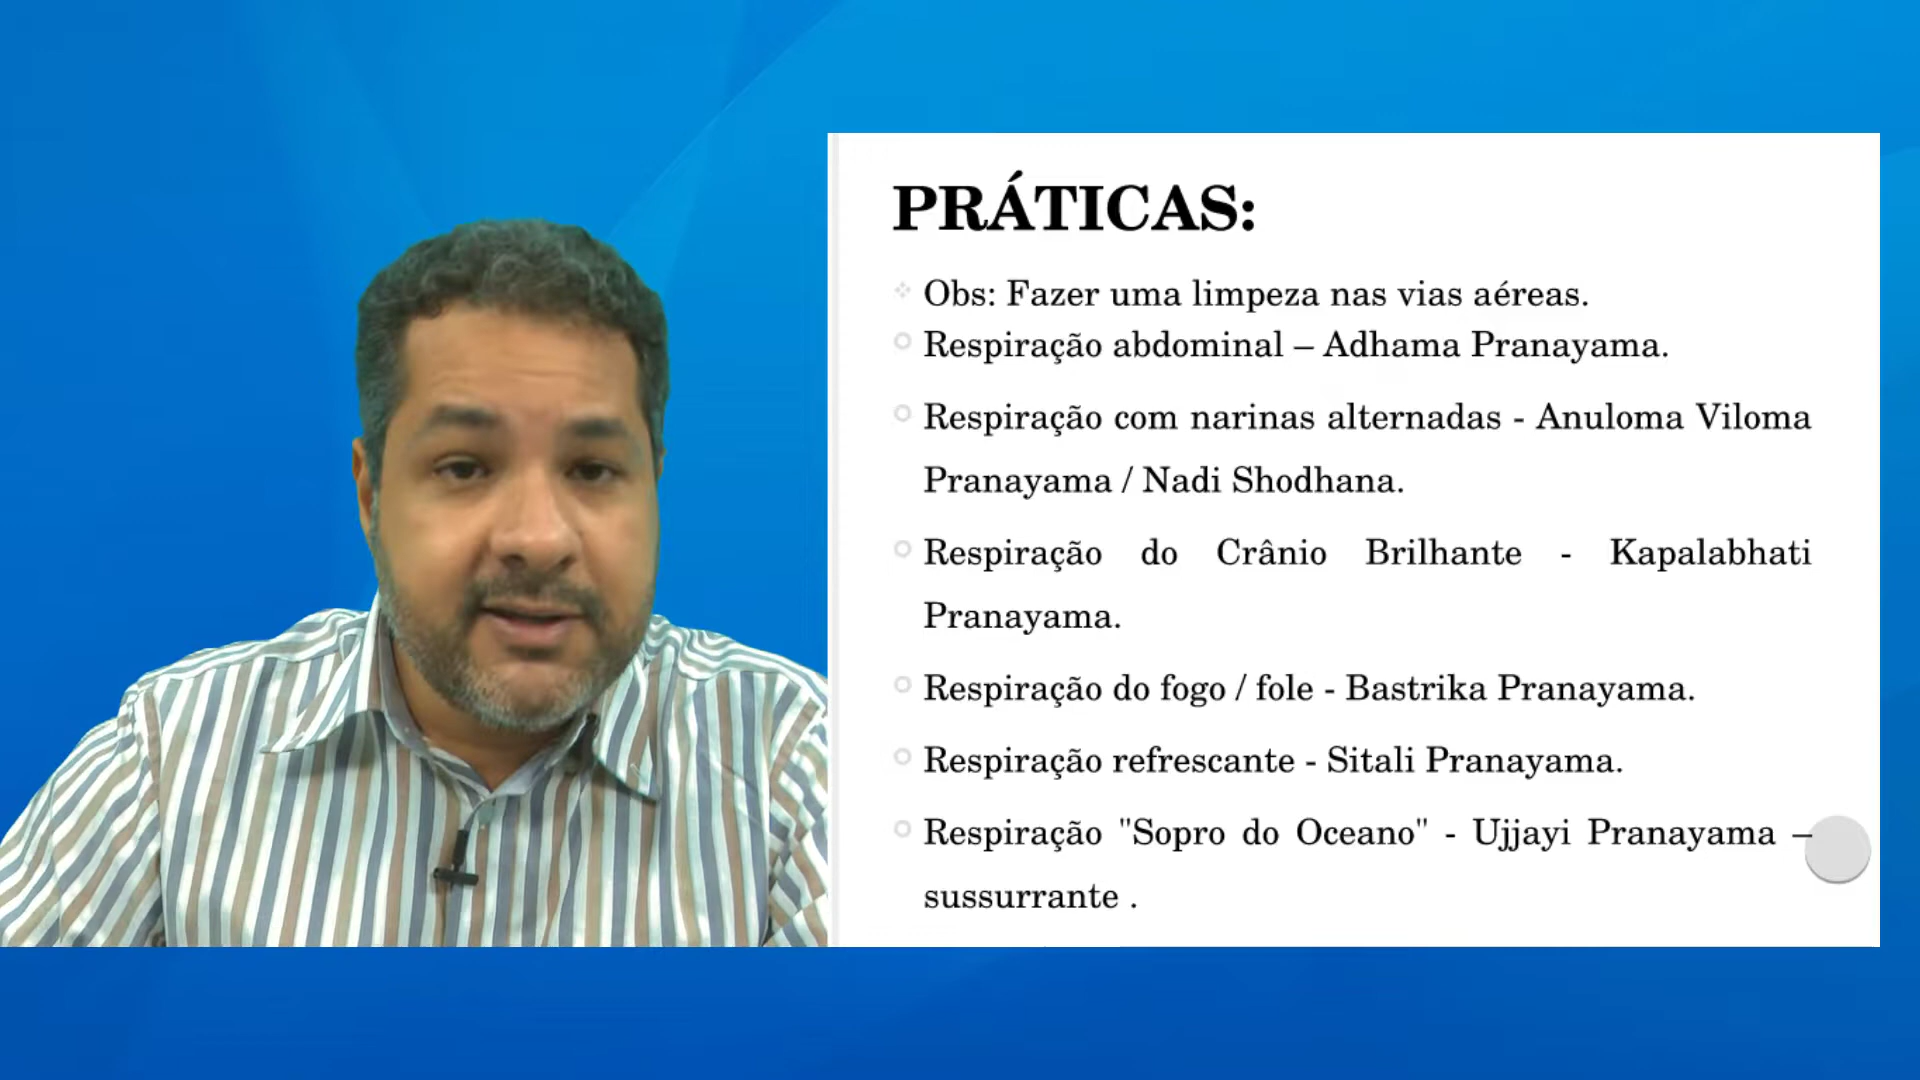 PRÁTICAS:
Obs: Fazer uma limpeza nas vias aéreas.
Respiração abdominal – Adhama Pranayama.
Respiração com narinas alternadas - Anuloma Viloma
Pranayama / Nadi Shodhana.
Respiração do Crânio Brilhante - Kapalabhati
Pranayama.
Respiração do fogo / fole - Bastrika Pranayama.
Respiração refrescante - Sitali Pranayama.
Respiração "Sopro do Oceano" - Ujjayi Pranayama –
sussurrante .